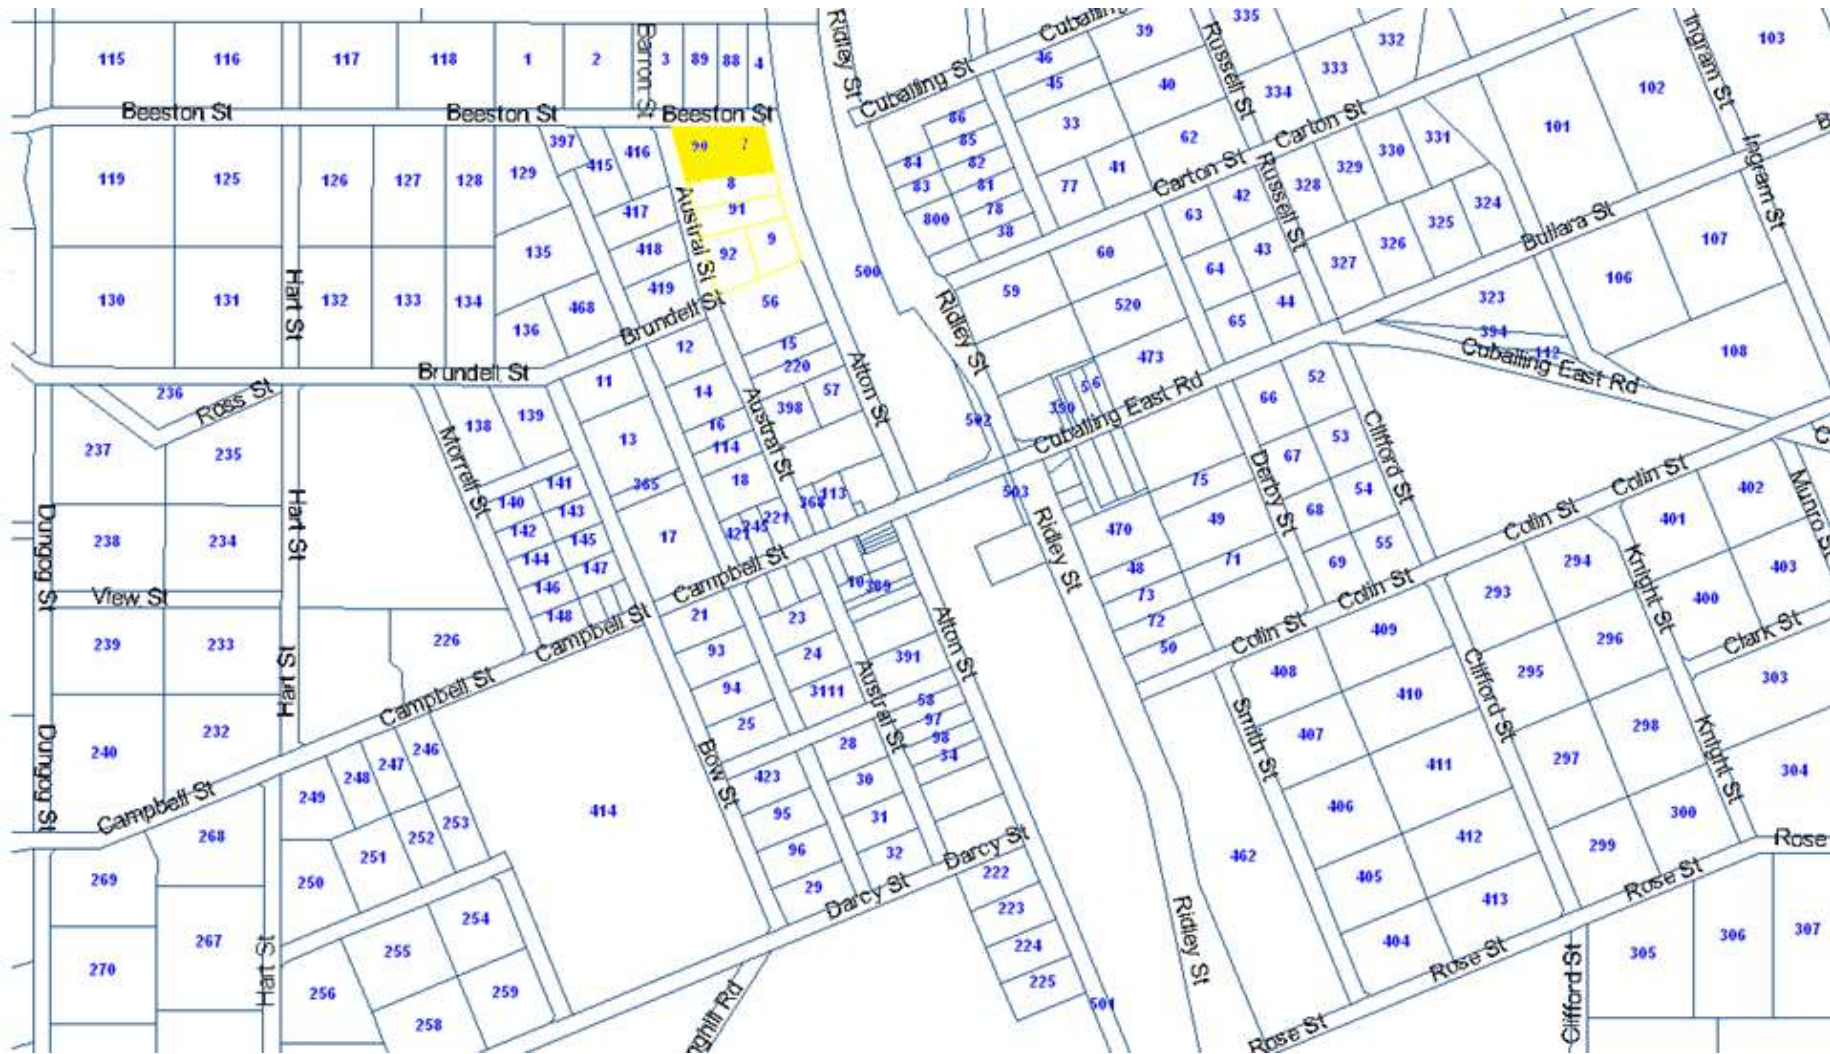 115 116 117 118 1 2 Barron St 3 89 88 4 Ridley St 46 Cuballing 39 335 332 Ingram St 103
Cuballing St 45 40 Russell St 334 333 102
Beeston St Beeston St Beeston St 86 33 62 Carton St 101
397 415 416 90 7 85 84 82 41 Carton St Russell St 329 330 331 Ingram St
119 125 126 127 128 129 8 83 81 77 42 328
417 Austral St 91 800 78 38 63 325 324 Bullara St
135 418 92 9 60 43 326 107
130 131 Hart St 132 133 134 419 500 59 64 327 106
136 468 Brundell St 56 Ridley St 520 65 44 323
12 15 473 394 112 108
Brundell St 11 220 Alton St 5 6 52 Cuballing East Rd
236 Ross St 14 57 350 66
138 139 16 398 502 Cuballing East Rd
237 235 Morrell St 13 114 Austral St 67 53 Clifford St
140 141 365 18 503 75 Derby St 54 Colin St 402 Munro St
Dungog St Hart St 142 143 17 421 245 221 368 113 Ridley St 470 49 68 Colin St 401
238 234 144 145 Campbell St 48 71 69 55 294 403
View St 146 147 389 73 Colin St 293 Knight St 400
239 233 226 148 Campbell St 21 23 Alton St 72 Colin St 409 296 Clark St
Hart St 93 24 391 50 408 295 303
Campbell St 94 3111 Austral St 58 Smith St 410 Clifford St
240 232 25 97 407 298 Knight St
Dungog St 249 248 247 246 Bow St 28 98 34 411 297 304
Campbell St 423 30 406 300
268 252 253 414 95 31 462 412 299 Rose
269 251 96 32 Darcy St 405
250 29 222 413 Rose St
254 Darcy St 223 Ridley St 404 306 307
270 267 Hart St 255 224 Rose St 305
256 259 225 Clifford St
258 501 Rose St